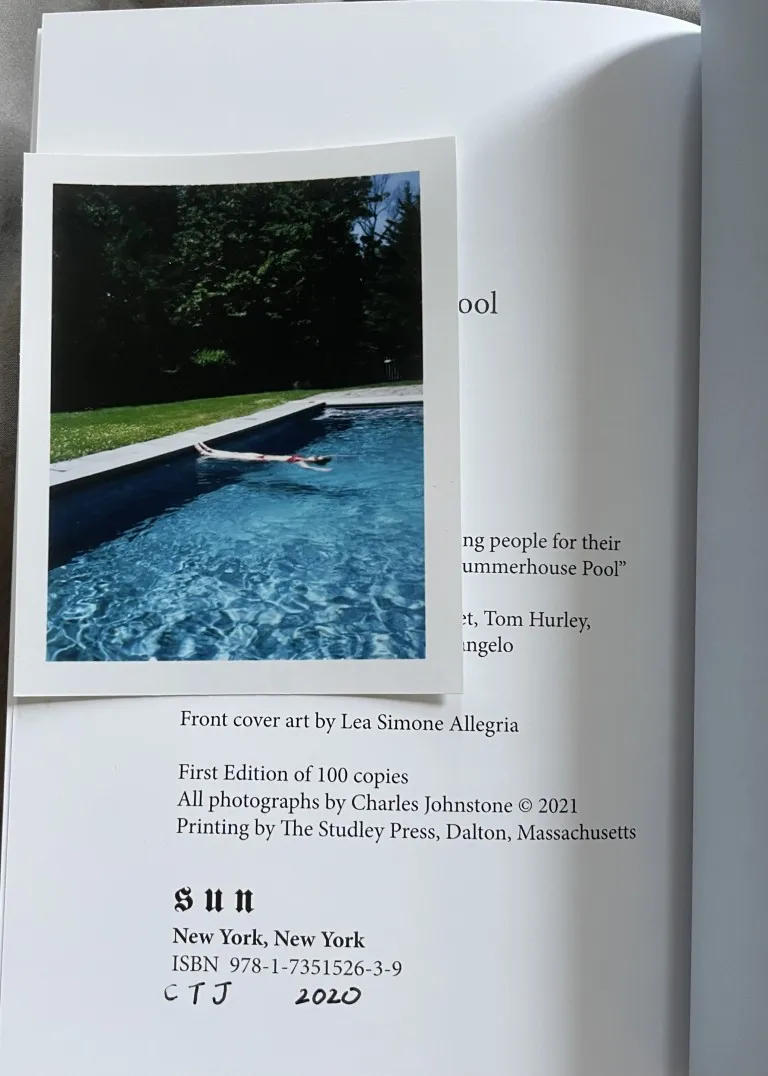 ool
ng people for their
ummerhouse Pool”
et, Tom Hurley,
angelo
Front cover art by Lea Simone Allegria
First Edition of 100 copies
All photographs by Charles Johnstone © 2021
Printing by The Studley Press, Dalton, Massachusetts
sun
New York, New York
ISBN 978-1-7351526-3-9
CTJ 2020